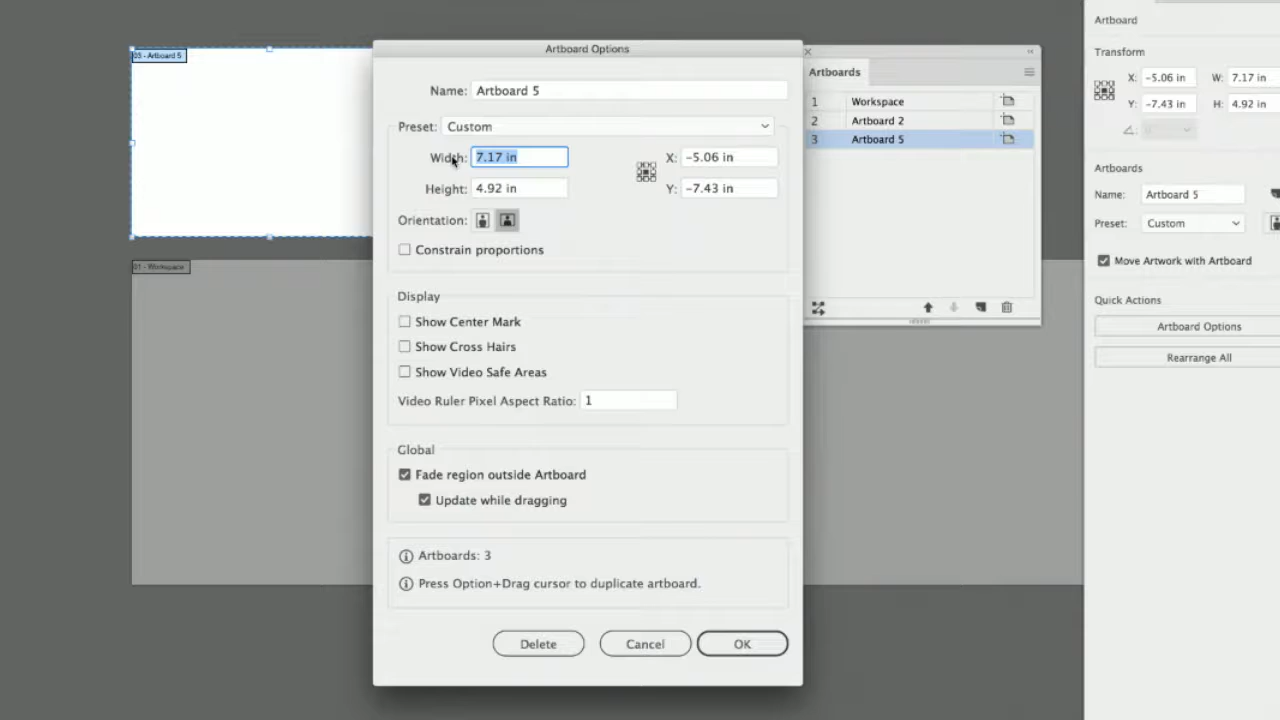 Artboard Options
Name: Artboard 5
Preset: Custom
Width: 7.17 in
X: -5.06 in
Height: 4.92 in
Y: -7.43 in
Orientation:
Constrain proportions
Display
Show Center Mark
Show Cross Hairs
Show Video Safe Areas
Video Ruler Pixel Aspect Ratio: 1
Global
Fade region outside Artboard
Update while dragging
Artboards: 3
Press Option+Drag cursor to duplicate artboard.
Delete
Cancel
OK
03 - Artboard 5
01 - Workspace
Artboards
1 Workspace
2 Artboard 2
3 Artboard 5
Artboard
Transform
X: -5.06 in W: 7.17 in
Y: -7.43 in H: 4.92 in
Artboards
Name: Artboard 5
Preset: Custom
Move Artwork with Artboard
Quick Actions
Artboard Options
Rearrange All